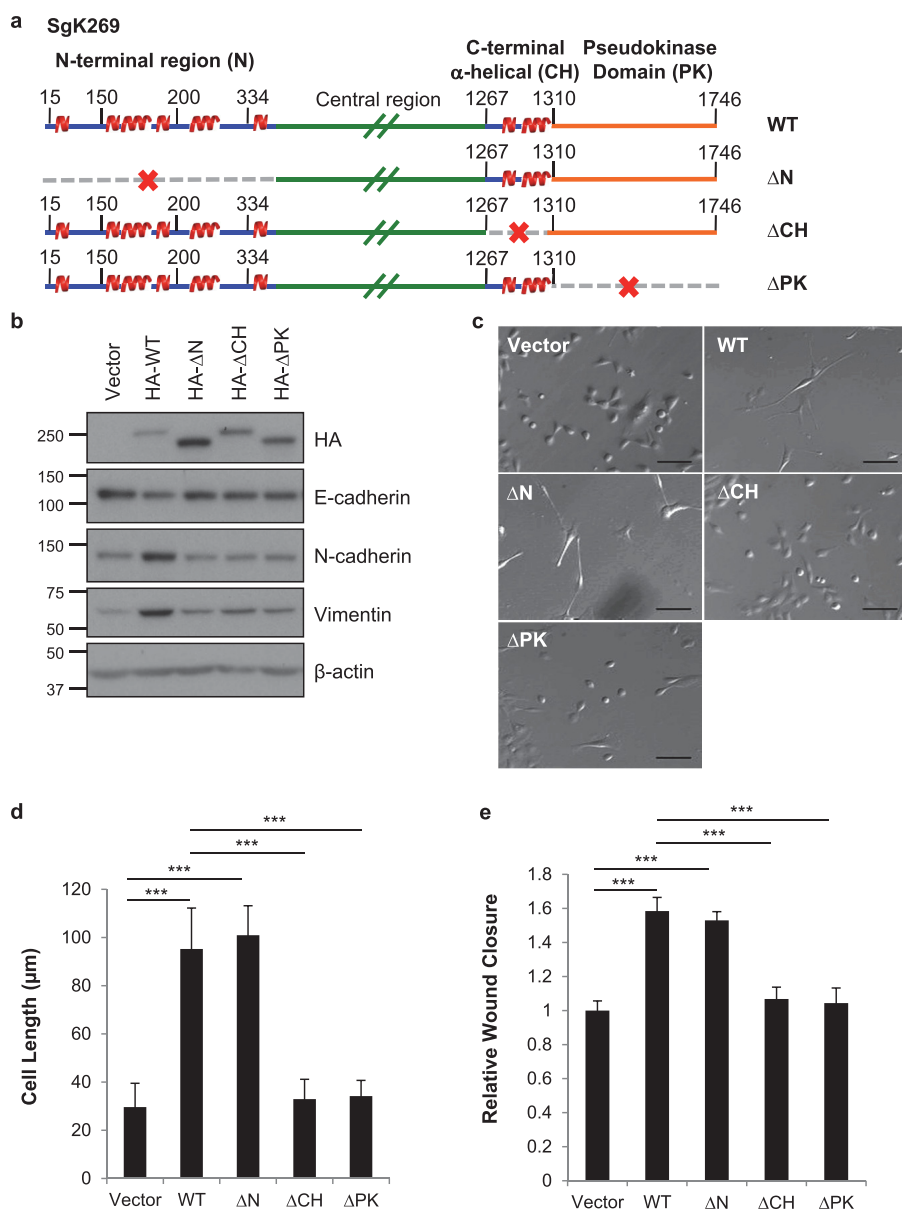 a
SgK269
N-terminal region (N)
C-terminal α-helical (CH)
Pseudokinase Domain (PK)
15 150 200 334 Central region 1267 1310 1746 WT
1267 1310 1746 ΔN
15 150 200 334 1267 1310 1746 ΔCH
15 150 200 334 1267 1310 ΔPK
b
Vector HA-WT HA-ΔN HA-ΔCH HA-ΔPK
250 HA
150
100 E-cadherin
150 N-cadherin
75
50 Vimentin
50
37 β-actin
c
Vector WT
ΔN ΔCH
ΔPK
d
***
***
***
***
Cell Length (µm)
120
100
80
60
40
20
0
Vector WT ΔN ΔCH ΔPK
e
***
***
***
***
Relative Wound Closure
1.8
1.6
1.4
1.2
1
0.8
0.6
0.4
0.2
0
Vector WT ΔN ΔCH ΔPK